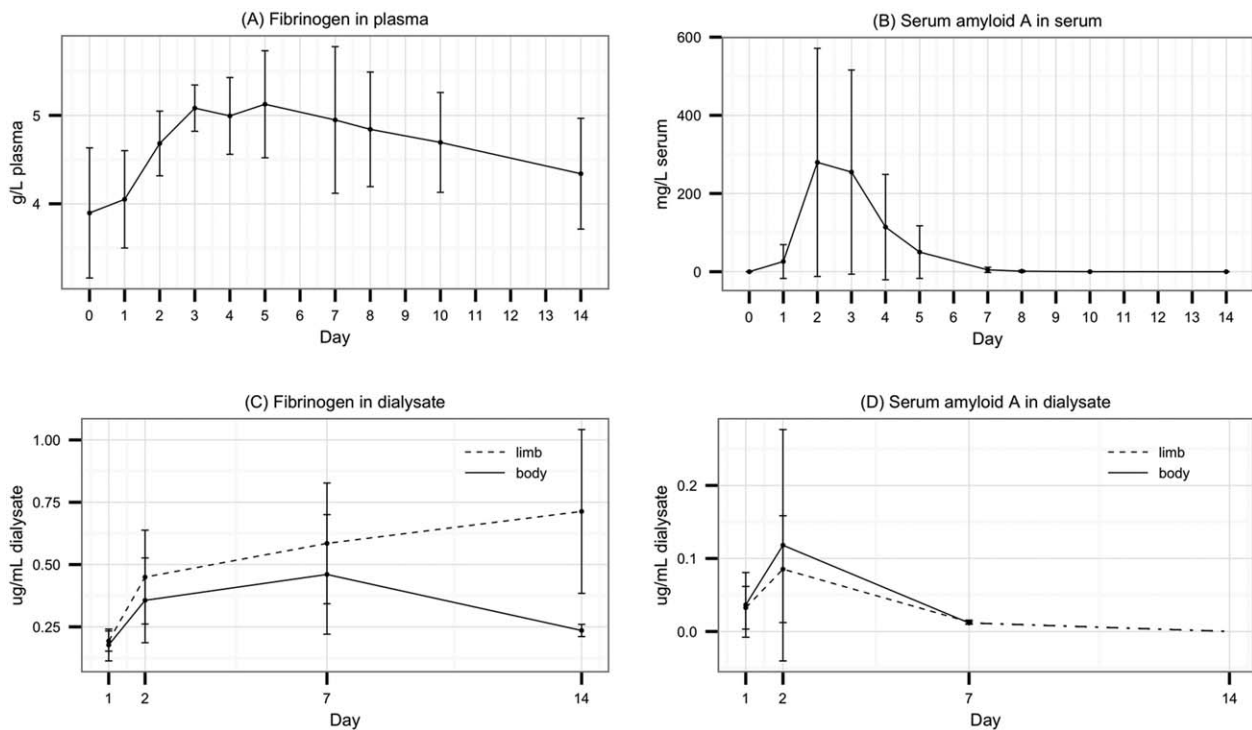 (A) Fibrinogen in plasma
g/L plasma
5
4
0 1 2 3 4 5 6 7 8 9 10 11 12 13 14
Day
(B) Serum amyloid A in serum
mg/L serum
600
400
200
0
0 1 2 3 4 5 6 7 8 9 10 11 12 13 14
Day
(C) Fibrinogen in dialysate
ug/mL dialysate
1.00
0.75
0.50
0.25
limb
body
1 2 7 14
Day
(D) Serum amyloid A in dialysate
ug/mL dialysate
0.2
0.1
0.0
limb
body
1 2 7 14
Day